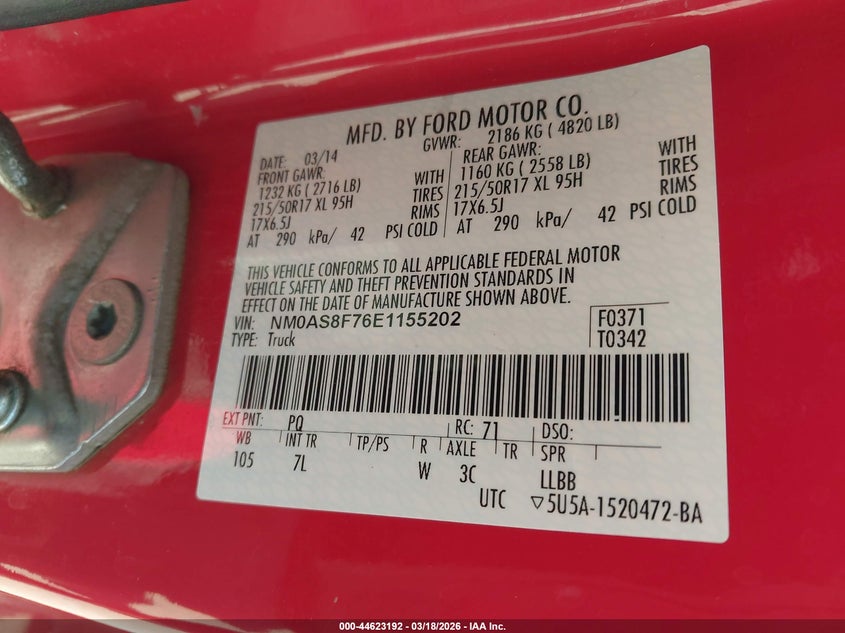 MFD. BY FORD MOTOR CO.
DATE: 03/14 GVWR: 2186 KG ( 4820 LB)
FRONT GAWR: WITH REAR GAWR: WITH
1232 KG ( 2716 LB) TIRES 1160 KG ( 2558 LB) TIRES
215/50R17 XL 95H RIMS 215/50R17 XL 95H RIMS
17X6.5J 17X6.5J
AT 290 kPa/ 42 PSI COLD AT 290 kPa/ 42 PSI COLD
THIS VEHICLE CONFORMS TO ALL APPLICABLE FEDERAL MOTOR
VEHICLE SAFETY AND THEFT PREVENTION STANDARDS IN
EFFECT ON THE DATE OF MANUFACTURE SHOWN ABOVE.
VIN: NM0AS8F76E1155202 F0371
TYPE: Truck T0342
EXT PNT: PQ RC: 71 DSO:
WB INT TR TP/PS R AXLE TR SPR
105 7L W 3C LLBB
UTC ▽5U5A-1520472-BA
000-44623192 - 03/18/2026 - IAA Inc.